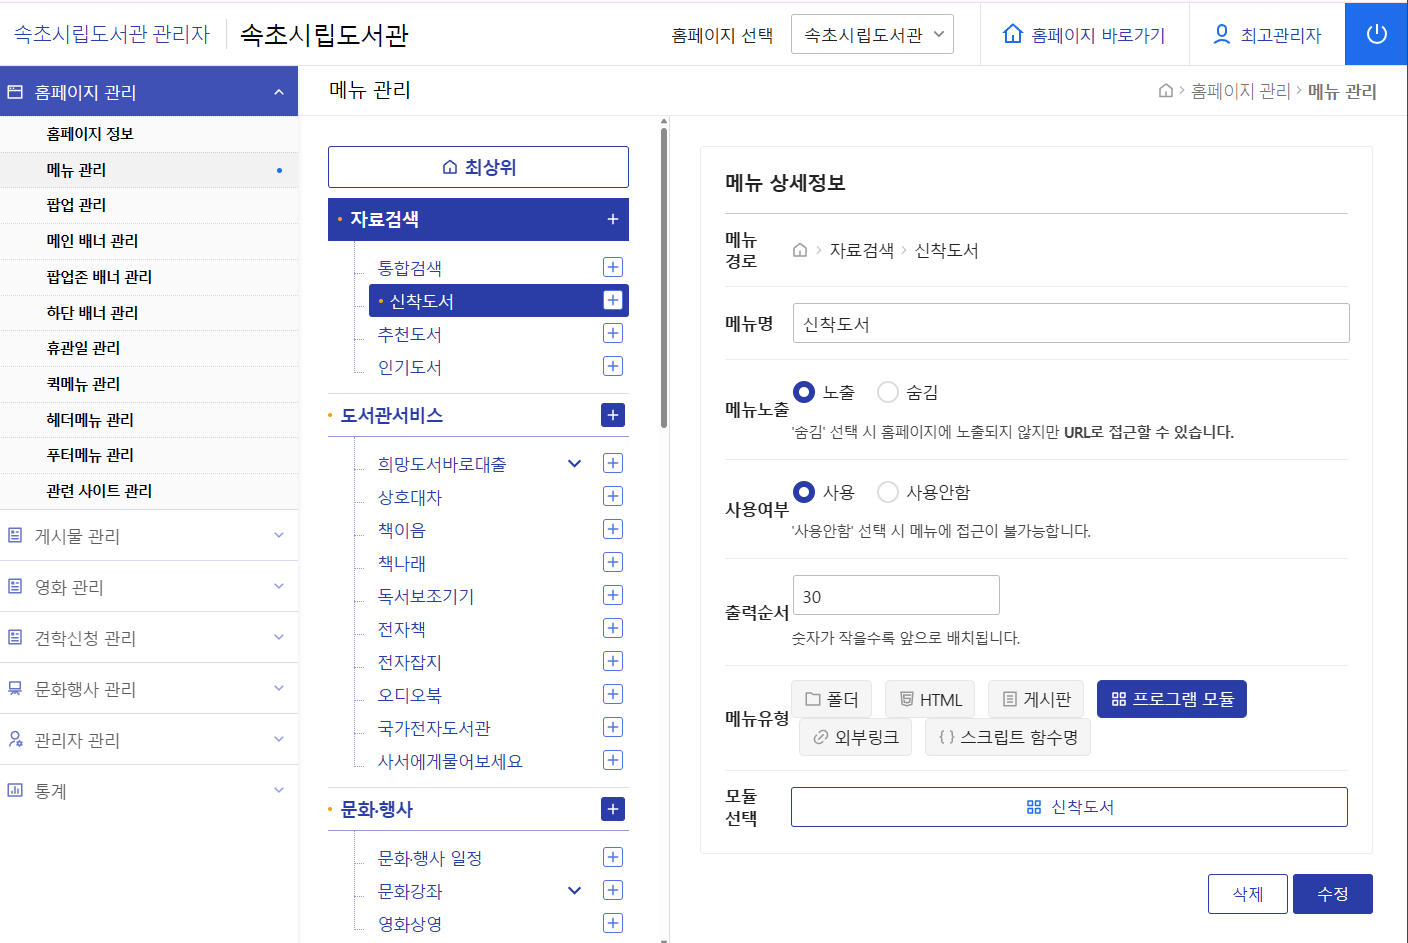 속초시립도서관 관리자
속초시립도서관
홈페이지 선택
속초시립도서관
홈페이지 바로가기
최고관리자
홈페이지 관리
홈페이지 정보
메뉴 관리
팝업 관리
메인 배너 관리
팝업존 배너 관리
하단 배너 관리
휴관일 관리
퀵메뉴 관리
헤더메뉴 관리
푸터메뉴 관리
관련 사이트 관리
게시물 관리
영화 관리
견학신청 관리
문화행사 관리
관리자 관리
통계
메뉴 관리
홈페이지 관리 > 메뉴 관리
최상위
자료검색
통합검색
신착도서
추천도서
인기도서
도서관서비스
희망도서바로대출
상호대차
책이음
책나래
독서보조기기
전자책
전자잡지
오디오북
국가전자도서관
사서에게물어보세요
문화·행사
문화·행사 일정
문화강좌
영화상영
메뉴 상세정보
메뉴 경로
> 자료검색 > 신착도서
메뉴명
신착도서
메뉴노출
노출
숨김
'숨김' 선택 시 홈페이지에 노출되지 않지만 URL로 접근할 수 있습니다.
사용여부
사용
사용안함
'사용안함' 선택 시 메뉴에 접근이 불가능합니다.
출력순서
30
숫자가 작을수록 앞으로 배치됩니다.
메뉴유형
폴더
HTML
게시판
프로그램 모듈
외부링크
스크립트 함수명
모듈 선택
신착도서
삭제
수정